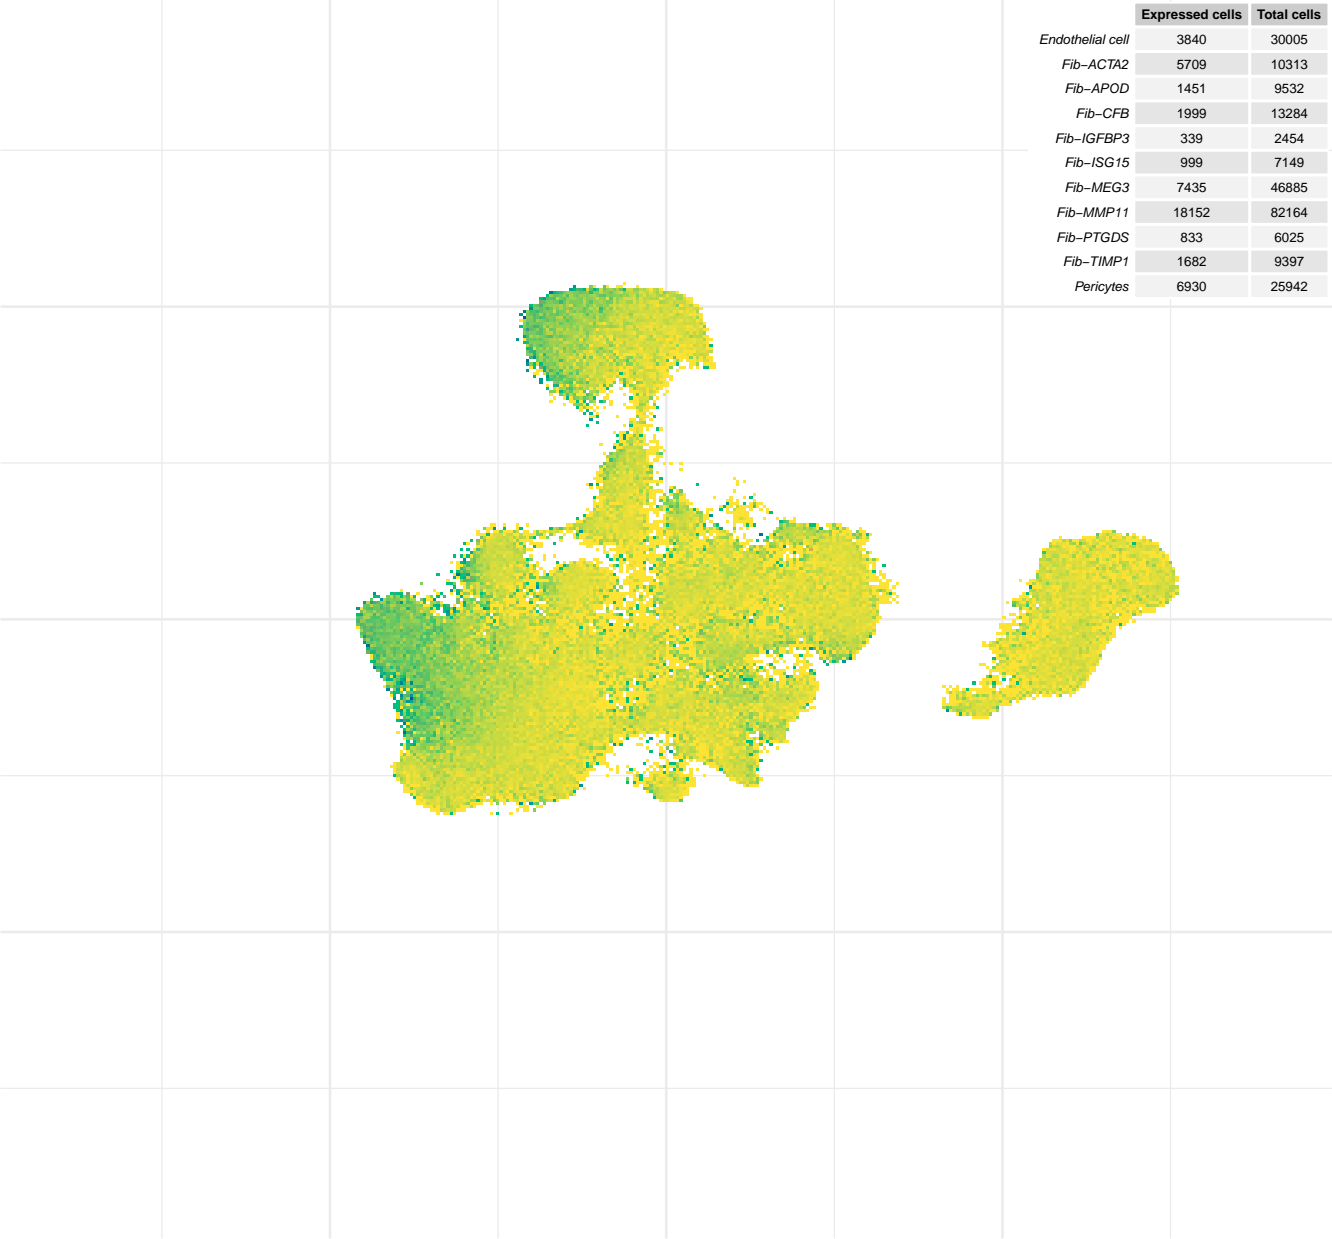 Expressed cells Total cells
Endothelial cell 3840 30005
Fib−ACTA2 5709 10313
Fib−APOD 1451 9532
Fib−CFB 1999 13284
Fib−IGFBP3 339 2454
Fib−ISG15 999 7149
Fib−MEG3 7435 46885
Fib−MMP11 18152 82164
Fib−PTGDS 833 6025
Fib−TIMP1 1682 9397
Pericytes 6930 25942